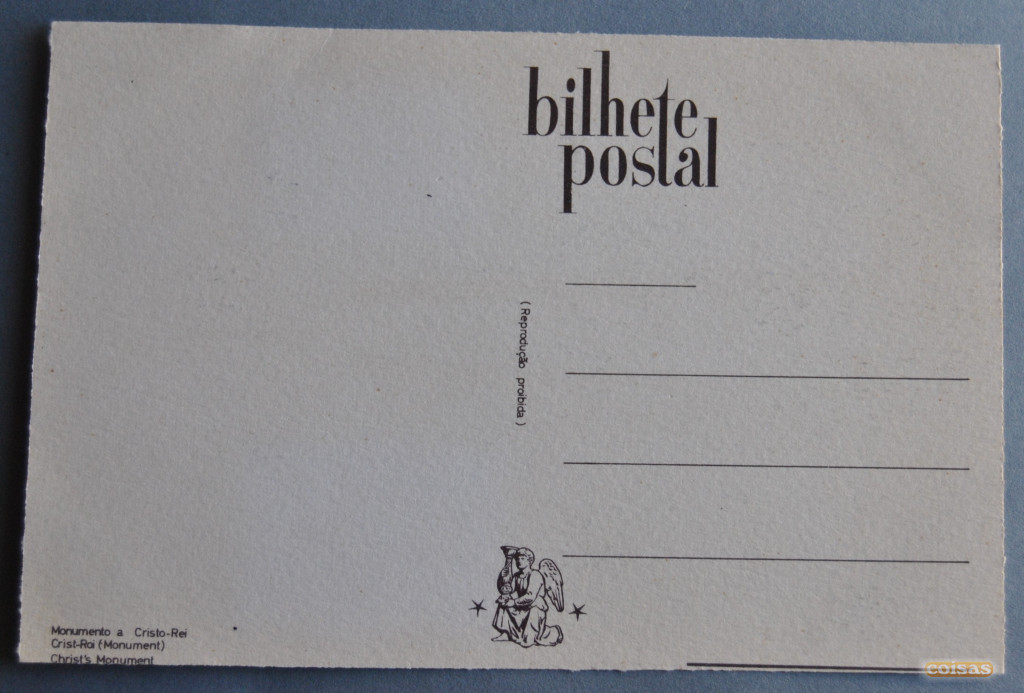 bilhete
postal
(Reprodução proibida)
Monumento a Cristo-Rei
Crist-Roi (Monument)
Christ's Monument
coisas